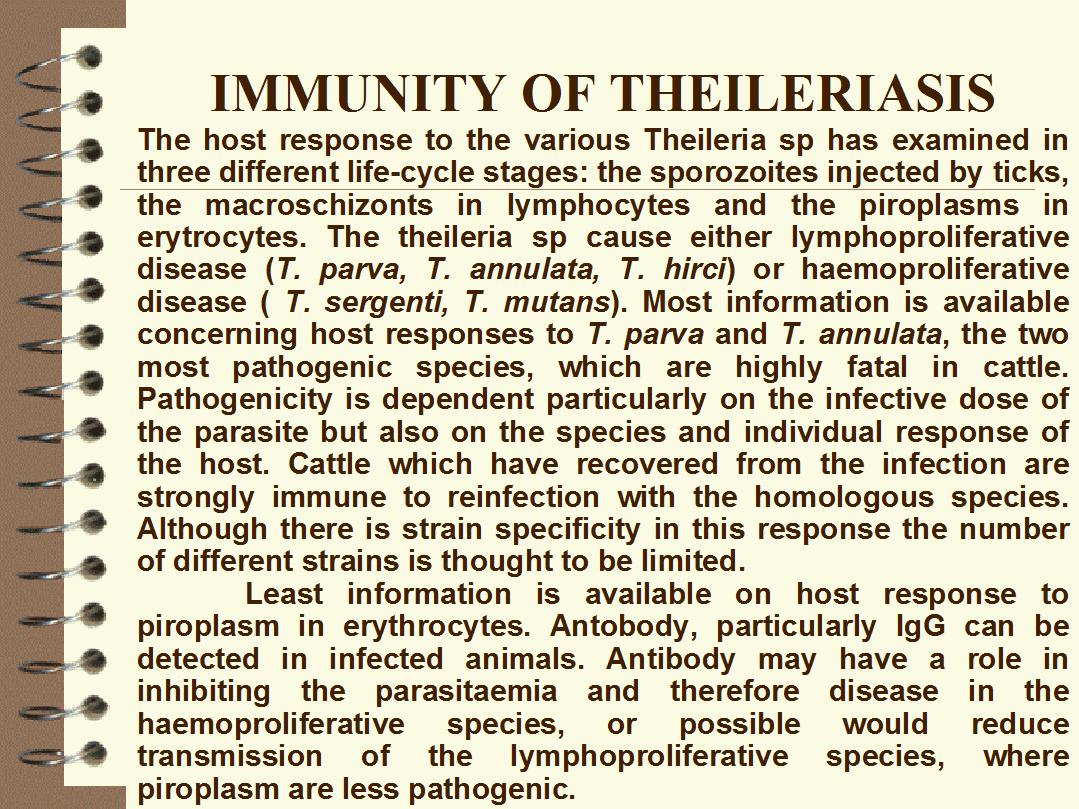 IMMUNITY OF THEILERIASIS
The host response to the various Theileria sp has examined in
three different life-cycle stages: the sporozoites injected by ticks,
the macroschizonts in lymphocytes and the piroplasms in
erytrocytes. The theileria sp cause either lymphoproliferative
disease (T. parva, T. annulata, T. hirci) or haemoproliferative
disease ( T. sergenti, T. mutans). Most information is available
concerning host responses to T. parva and T. annulata, the two
most pathogenic species, which are highly fatal in cattle.
Pathogenicity is dependent particularly on the infective dose of
the parasite but also on the species and individual response of
the host. Cattle which have recovered from the infection are
strongly immune to reinfection with the homologous species.
Although there is strain specificity in this response the number
of different strains is thought to be limited.
Least information is available on host response to
piroplasm in erythrocytes. Antobody, particularly IgG can be
detected in infected animals. Antibody may have a role in
inhibiting the parasitaemia and therefore disease in the
haemoproliferative species, or possible would reduce
transmission of the lymphoproliferative species, where
piroplasm are less pathogenic.